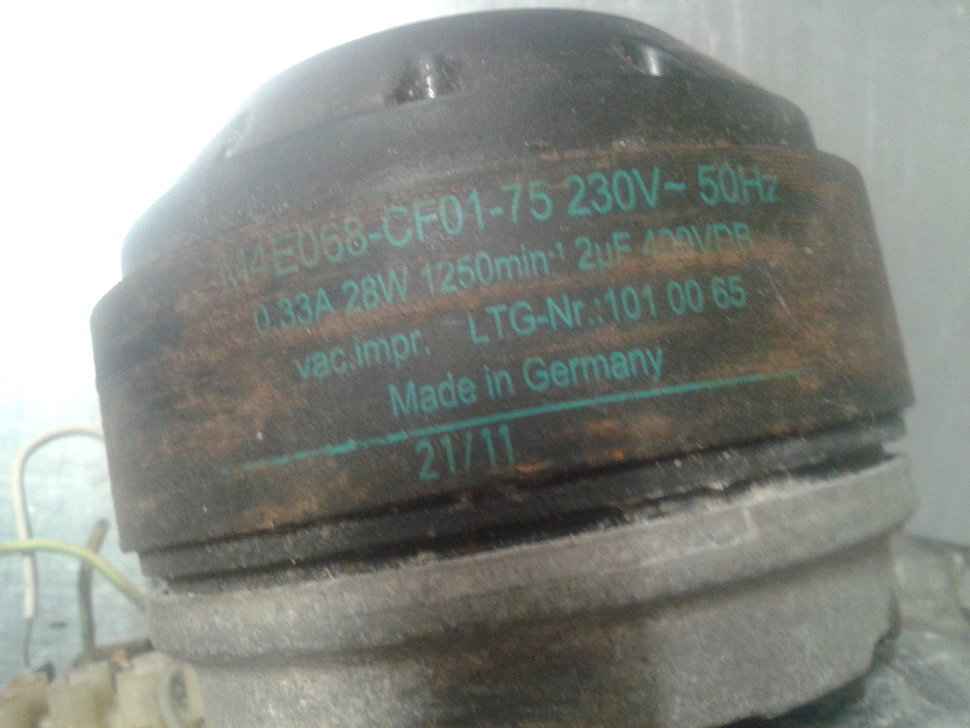 M4E068-CF01-75 230V~ 50Hz
0.33A 28W 1250min⁻¹ 2uF 420VDB
vac.impr. LTG-Nr.:101 00 65
Made in Germany
21/11